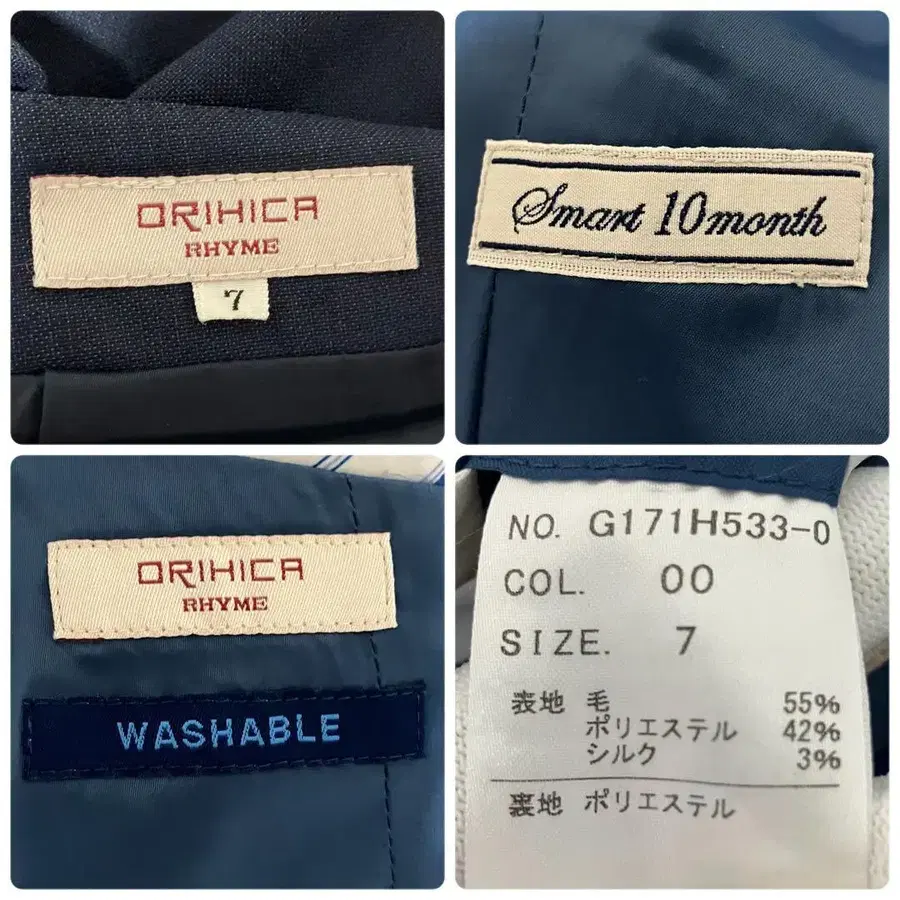 ORIHICA
RHYME
7
Smart 10month
ORIHICA
RHYME
WASHABLE
NO. G171H533-0
COL. 00
SIZE. 7
表地 毛 55%
ポリエステル 42%
シルク 3%
裏地 ポリエステル